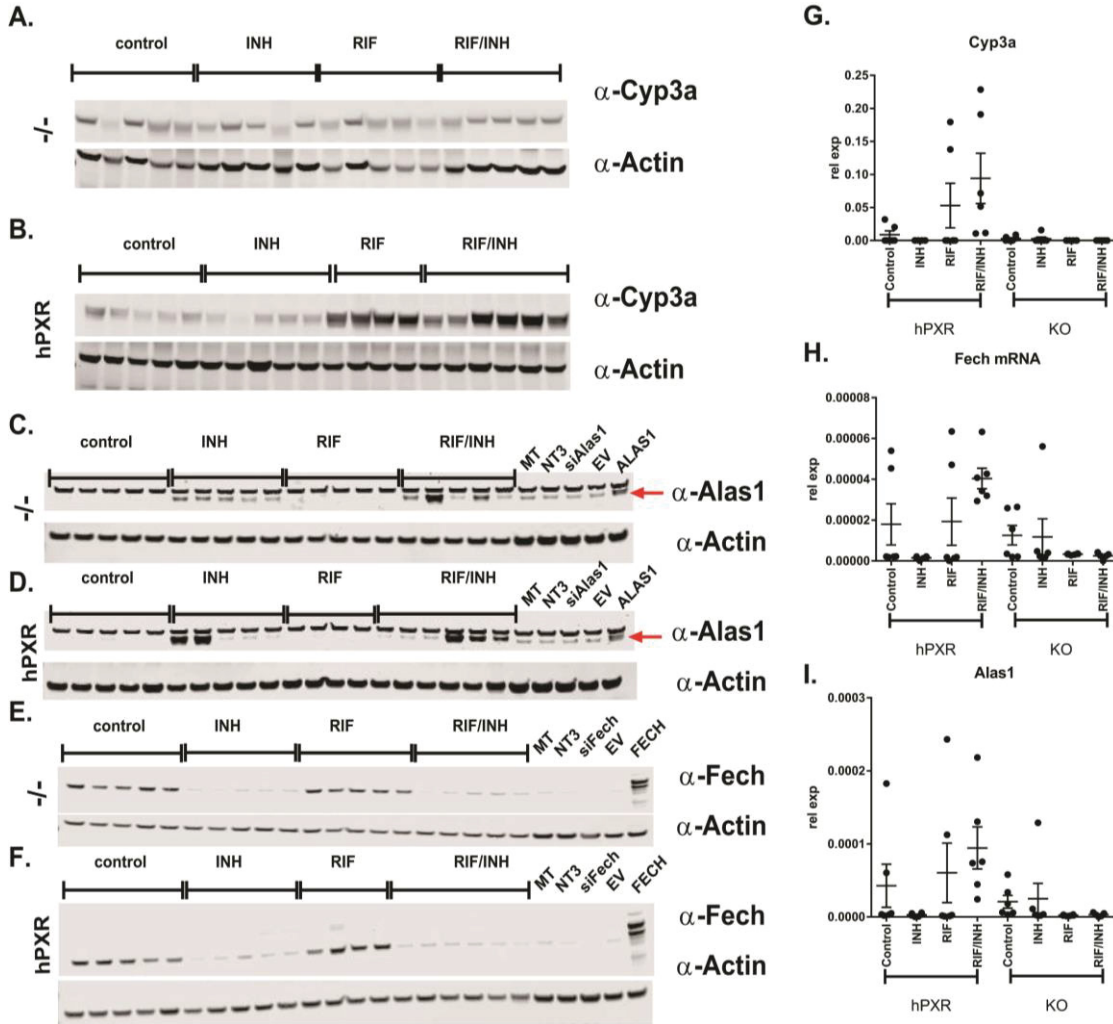 A.
control INH RIF RIF/INH
-/-
α-Cyp3a
α-Actin
B.
control INH RIF RIF/INH
hPXR
α-Cyp3a
α-Actin
C.
control INH RIF RIF/INH MT NT3 siAlas1 EV ALAS1
-/-
α-Alas1
α-Actin
D.
control INH RIF RIF/INH MT NT3 siAlas1 EV ALAS1
hPXR
α-Alas1
α-Actin
E.
control INH RIF RIF/INH MT NT3 siFech EV FECH
-/-
α-Fech
α-Actin
F.
control INH RIF RIF/INH MT NT3 siFech EV FECH
hPXR
α-Fech
α-Actin
G.
Cyp3a
rel exp
0.25
0.20
0.15
0.10
0.05
0.00
Control INH RIF RIF/INH Control INH RIF RIF/INH
hPXR KO
H.
Fech mRNA
rel exp
0.00008
0.00006
0.00004
0.00002
0.00000
Control INH RIF RIF/INH Control INH RIF RIF/INH
hPXR KO
I.
Alas1
rel exp
0.0003
0.0002
0.0001
0.0000
Control INH RIF RIF/INH Control INH RIF RIF/INH
hPXR KO